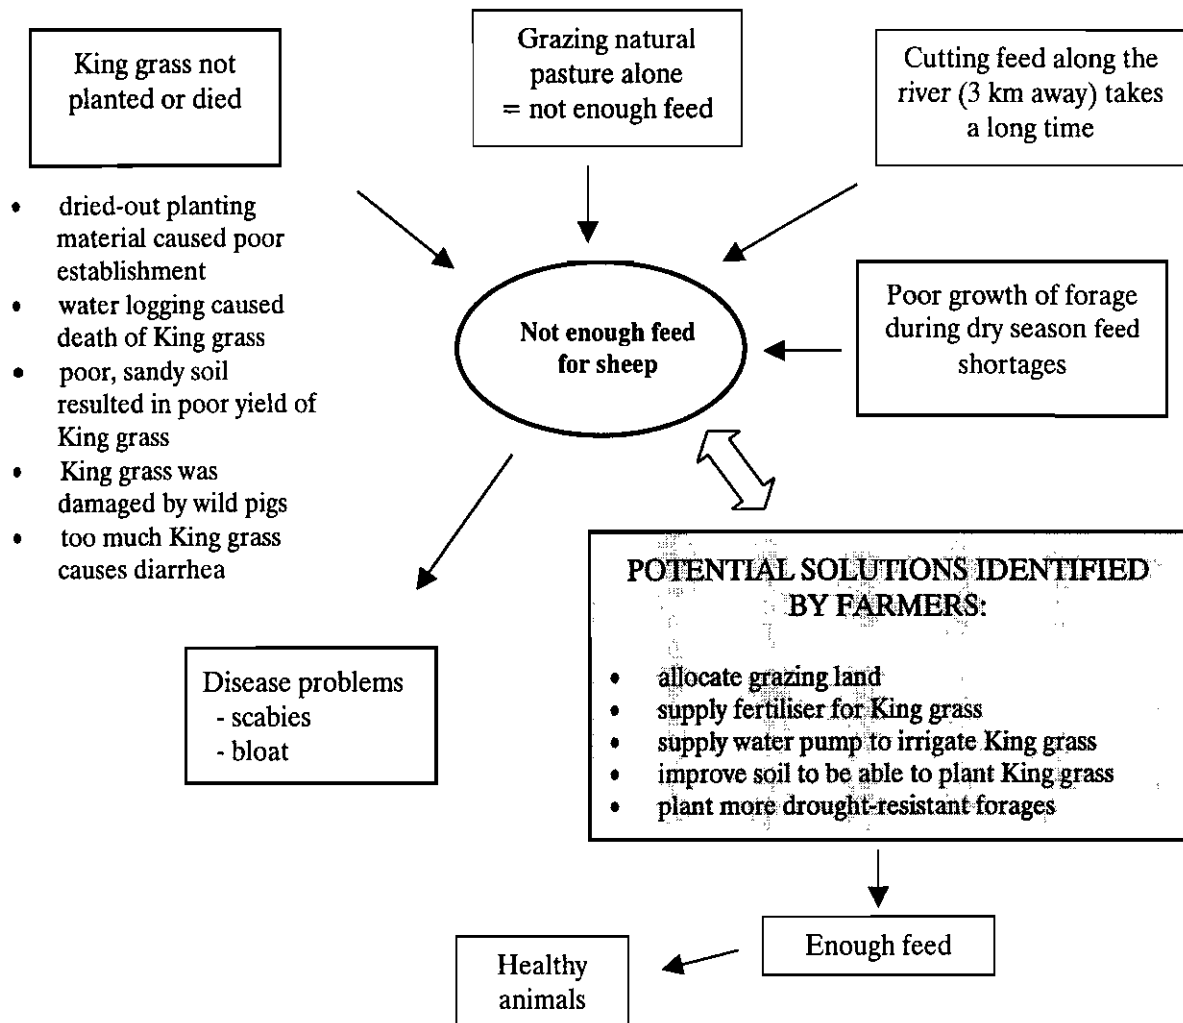 King grass not
planted or died
Grazing natural
pasture alone
= not enough feed
Cutting feed along the
river (3 km away) takes
a long time
• dried-out planting
material caused poor
establishment
• water logging caused
death of King grass
• poor, sandy soil
resulted in poor yield of
King grass
• King grass was
damaged by wild pigs
• too much King grass
causes diarrhea
Not enough feed
for sheep
Poor growth of forage
during dry season feed
shortages
Disease problems
- scabies
- bloat
POTENTIAL SOLUTIONS IDENTIFIED
BY FARMERS:
• allocate grazing land
• supply fertiliser for King grass
• supply water pump to irrigate King grass
• improve soil to be able to plant King grass
• plant more drought-resistant forages
Enough feed
Healthy
animals